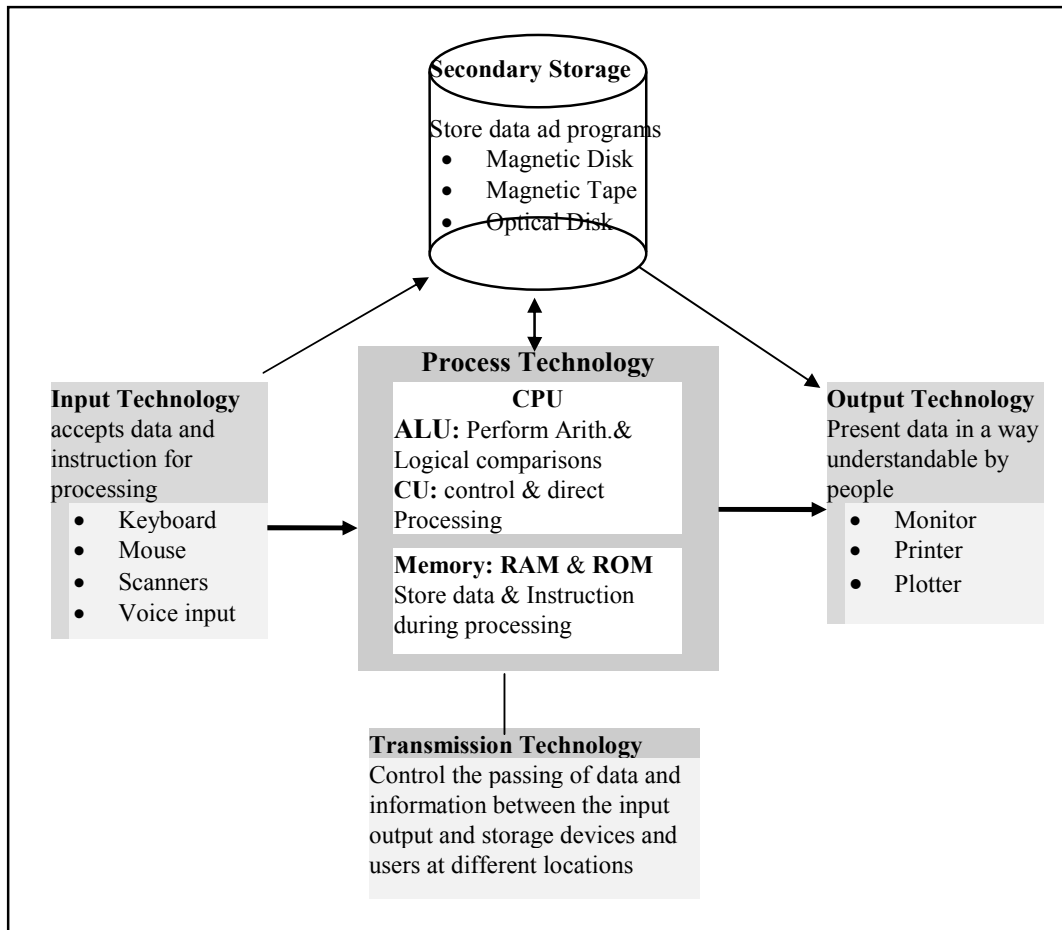 Secondary Storage
Store data ad programs
• Magnetic Disk
• Magnetic Tape
• Optical Disk
Input Technology
accepts data and
instruction for
processing
• Keyboard
• Mouse
• Scanners
• Voice input
Process Technology
CPU
ALU: Perform Arith.&
Logical comparisons
CU: control & direct
Processing
Memory: RAM & ROM
Store data & Instruction
during processing
Output Technology
Present data in a way
understandable by
people
• Monitor
• Printer
• Plotter
Transmission Technology
Control the passing of data and
information between the input
output and storage devices and
users at different locations